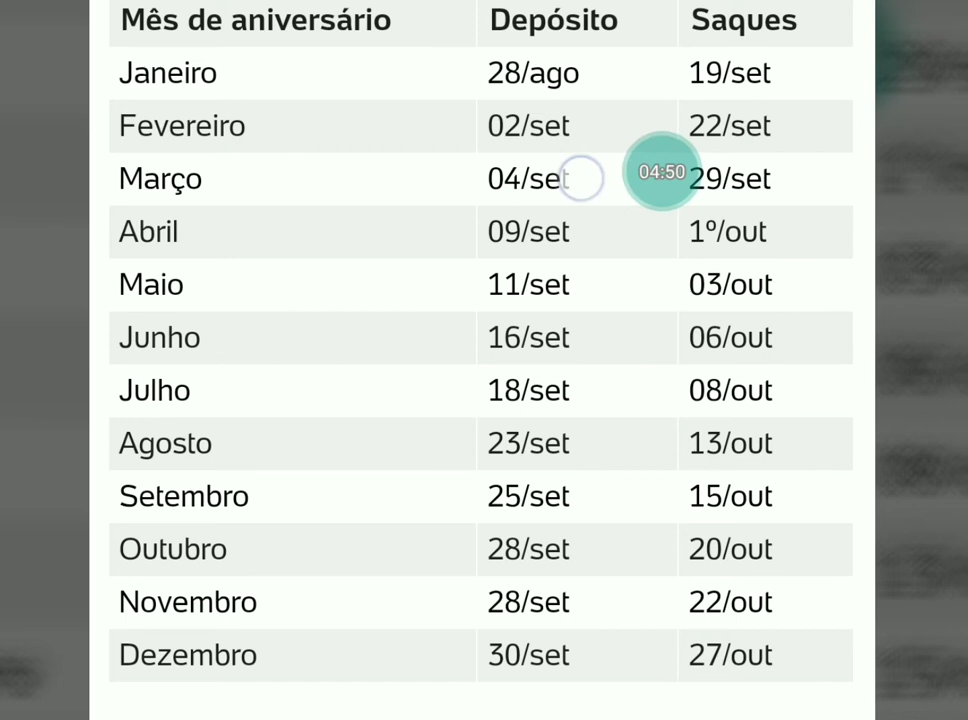 Mês de aniversário Depósito Saques
Janeiro 28/ago 19/set
Fevereiro 02/set 22/set
Março 04/set 04:50 29/set
Abril 09/set 1º/out
Maio 11/set 03/out
Junho 16/set 06/out
Julho 18/set 08/out
Agosto 23/set 13/out
Setembro 25/set 15/out
Outubro 28/set 20/out
Novembro 28/set 22/out
Dezembro 30/set 27/out